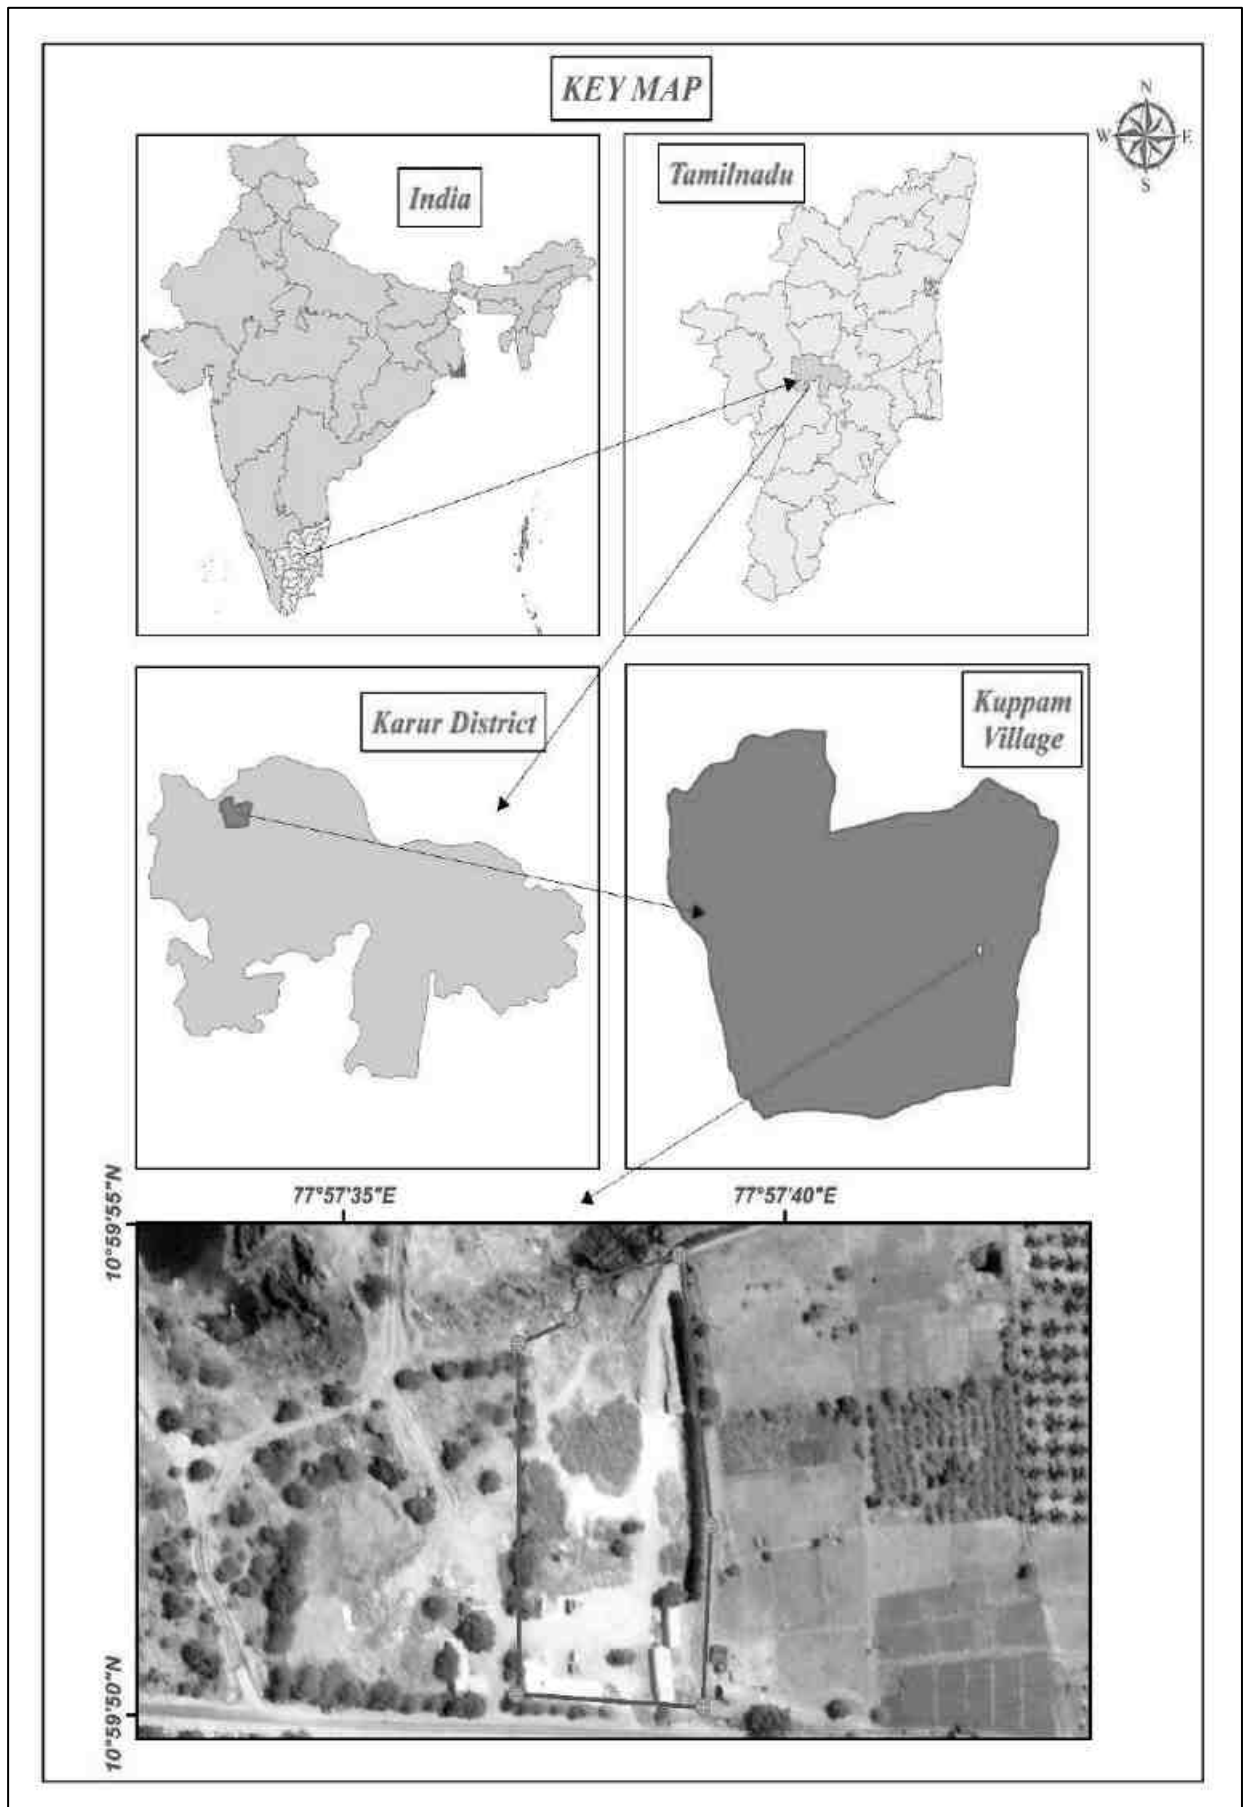 KEY MAP
N
W E
S
India
Tamilnadu
Karur District
Kuppam
Village
77°57'35"E 77°57'40"E
10°59'55"N
10°59'50"N